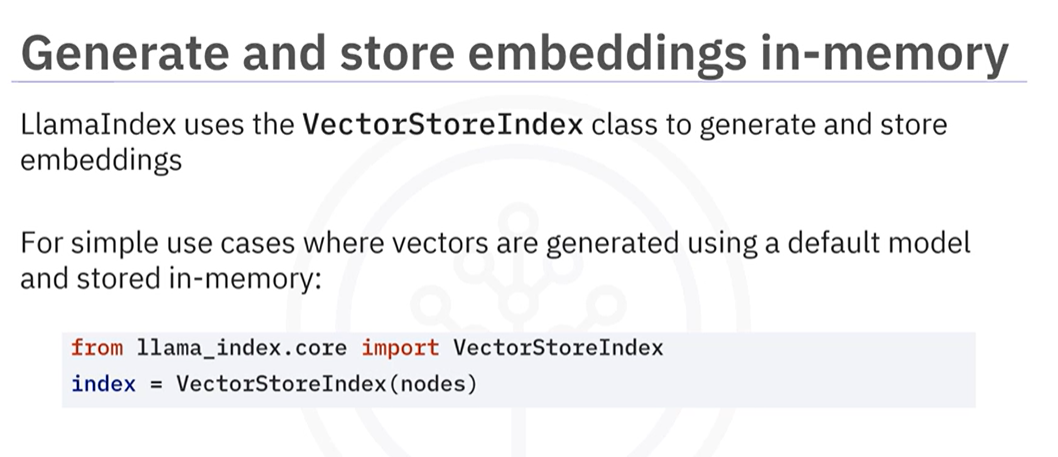 Generate and store embeddings in-memory
LlamaIndex uses the VectorStoreIndex class to generate and store
embeddings
For simple use cases where vectors are generated using a default model
and stored in-memory:
from llama_index.core import VectorStoreIndex
index = VectorStoreIndex(nodes)